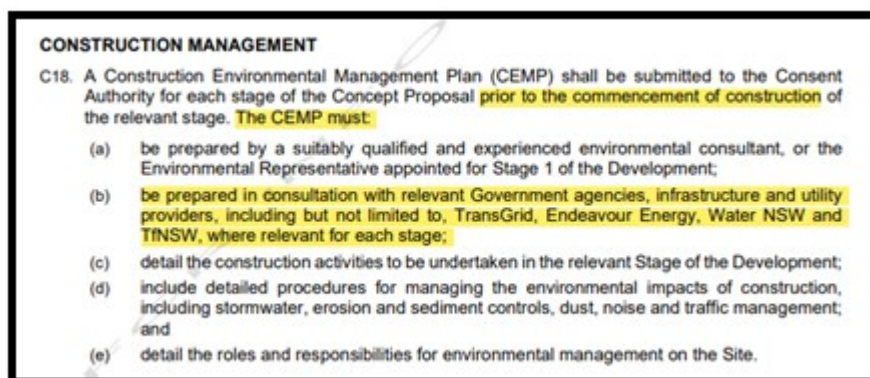 CONSTRUCTION MANAGEMENT
C18. A Construction Environmental Management Plan (CEMP) shall be submitted to the Consent
Authority for each stage of the Concept Proposal prior to the commencement of construction of
the relevant stage. The CEMP must:
(a) be prepared by a suitably qualified and experienced environmental consultant, or the
Environmental Representative appointed for Stage 1 of the Development;
(b) be prepared in consultation with relevant Government agencies, infrastructure and utility
providers, including but not limited to, TransGrid, Endeavour Energy, Water NSW and
TfNSW, where relevant for each stage;
(c) detail the construction activities to be undertaken in the relevant Stage of the Development;
(d) include detailed procedures for managing the environmental impacts of construction,
including stormwater, erosion and sediment controls, dust, noise and traffic management;
and
(e) detail the roles and responsibilities for environmental management on the Site.